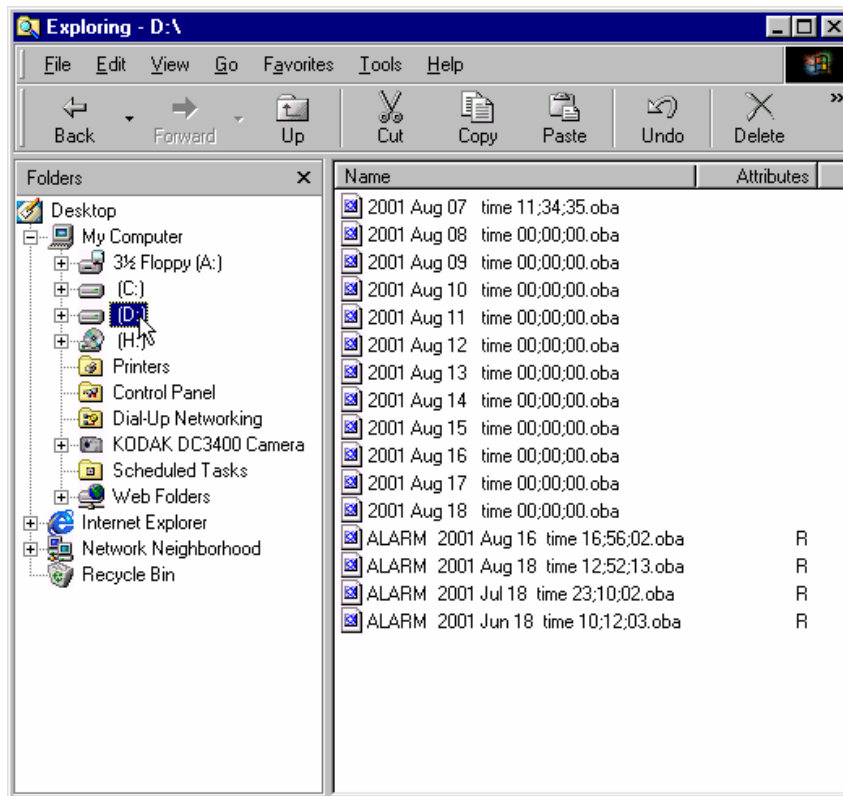 Exploring - D:\
File Edit View Go Favorites Tools Help
Back Forward Up Cut Copy Paste Undo Delete »
Folders
Desktop
My Computer
3½ Floppy (A:)
(C:)
(D:)
(H:)
Printers
Control Panel
Dial-Up Networking
KODAK DC3400 Camera
Scheduled Tasks
Web Folders
Internet Explorer
Network Neighborhood
Recycle Bin
Name Attributes
2001 Aug 07 time 11;34;35.oba
2001 Aug 08 time 00;00;00.oba
2001 Aug 09 time 00;00;00.oba
2001 Aug 10 time 00;00;00.oba
2001 Aug 11 time 00;00;00.oba
2001 Aug 12 time 00;00;00.oba
2001 Aug 13 time 00;00;00.oba
2001 Aug 14 time 00;00;00.oba
2001 Aug 15 time 00;00;00.oba
2001 Aug 16 time 00;00;00.oba
2001 Aug 17 time 00;00;00.oba
2001 Aug 18 time 00;00;00.oba
ALARM 2001 Aug 16 time 16;56;02.oba R
ALARM 2001 Aug 18 time 12;52;13.oba R
ALARM 2001 Jul 18 time 23;10;02.oba R
ALARM 2001 Jun 18 time 10;12;03.oba R